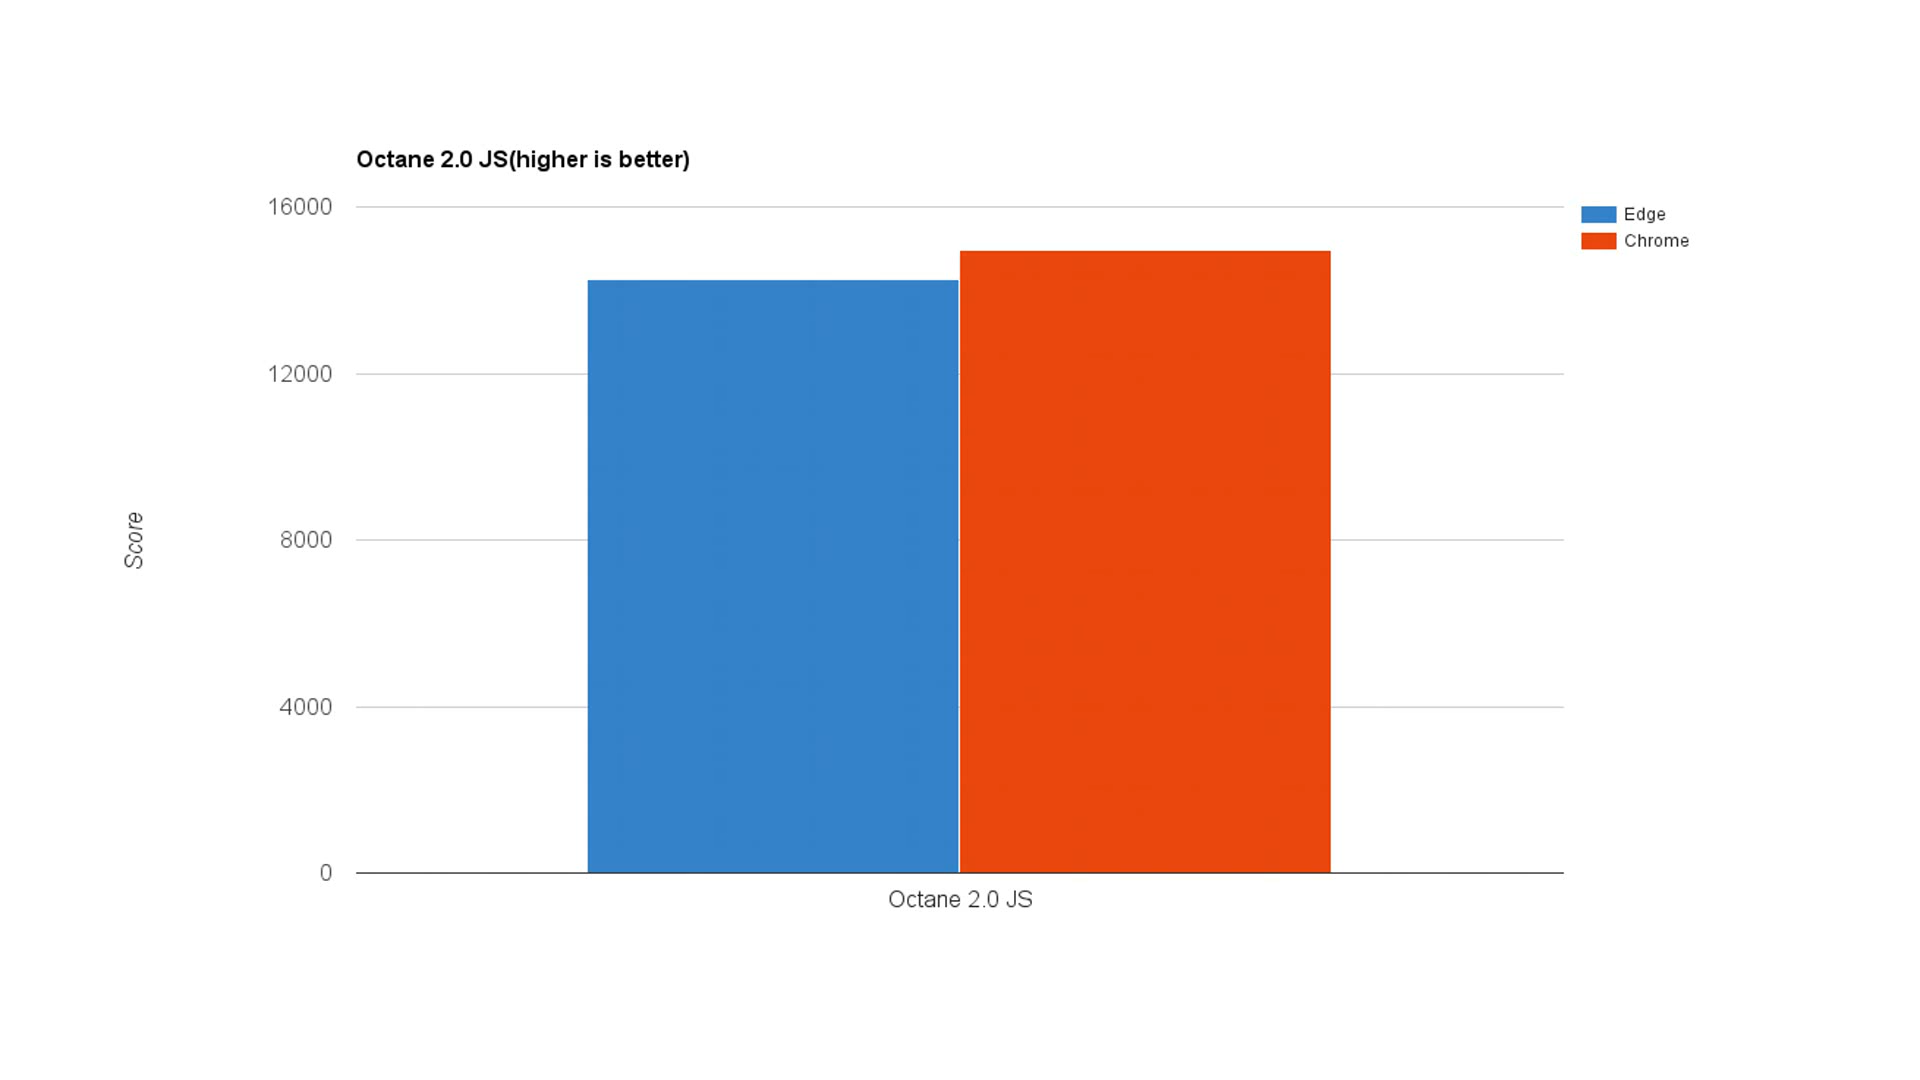 Octane 2.0 JS(higher is better)
16000
12000
8000
4000
0
Score
Octane 2.0 JS
Edge
Chrome